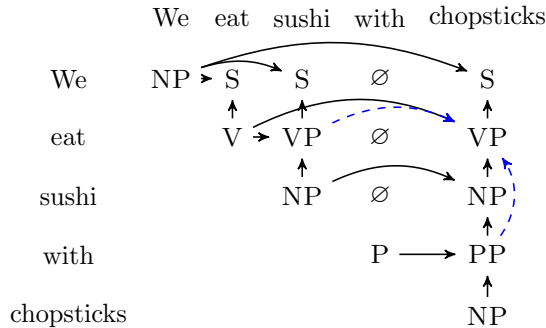 We eat sushi with chopsticks
We NP S S ∅ S
eat V VP ∅ VP
sushi NP ∅ NP
with P PP
chopsticks NP